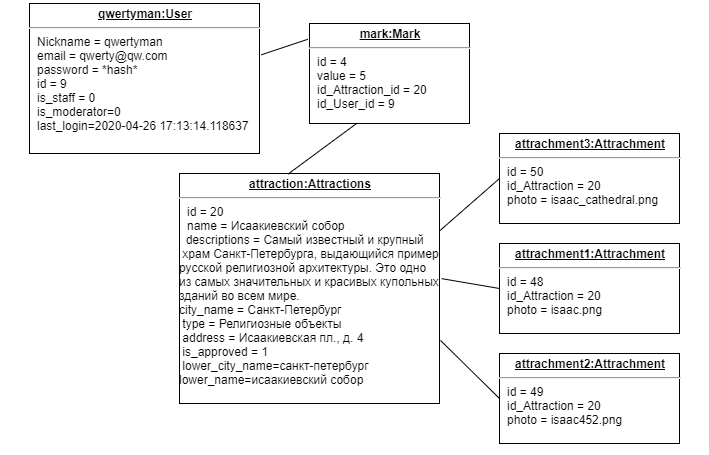 qwertyman:User
Nickname = qwertyman
email = qwerty@qw.com
password = *hash*
id = 9
is_staff = 0
is_moderator=0
last_login=2020-04-26 17:13:14.118637
mark:Mark
id = 4
value = 5
id_Attraction_id = 20
id_User_id = 9
attraction:Attractions
id = 20
name = Исаакиевский собор
descriptions = Самый известный и крупный
храм Санкт-Петербурга, выдающийся пример
русской религиозной архитектуры. Это одно
из самых значительных и красивых купольных
зданий во всем мире.
city_name = Санкт-Петербург
type = Религиозные объекты
address = Исаакиевская пл., д. 4
is_approved = 1
lower_city_name=санкт-петербург
lower_name=исаакиевский собор
attrachment3:Attrachment
id = 50
id_Attraction = 20
photo = isaac_cathedral.png
attrachment1:Attrachment
id = 48
id_Attraction = 20
photo = isaac.png
attrachment2:Attrachment
id = 49
id_Attraction = 20
photo = isaac452.png